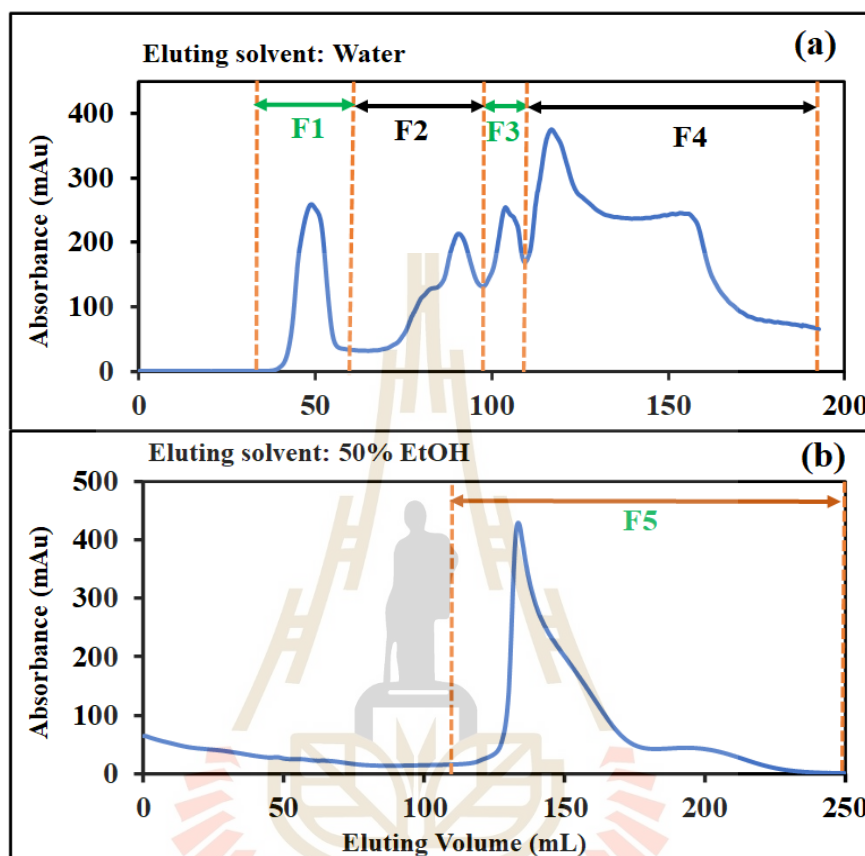 Eluting solvent: Water
(a)
Absorbance (mAu)
400
300
200
100
0
F1
F2
F3
F4
0
50
100
150
200
Eluting solvent: 50% EtOH
(b)
Absorbance (mAu)
500
400
300
200
100
0
F5
0
50
100
150
200
250
Eluting Volume (mL)